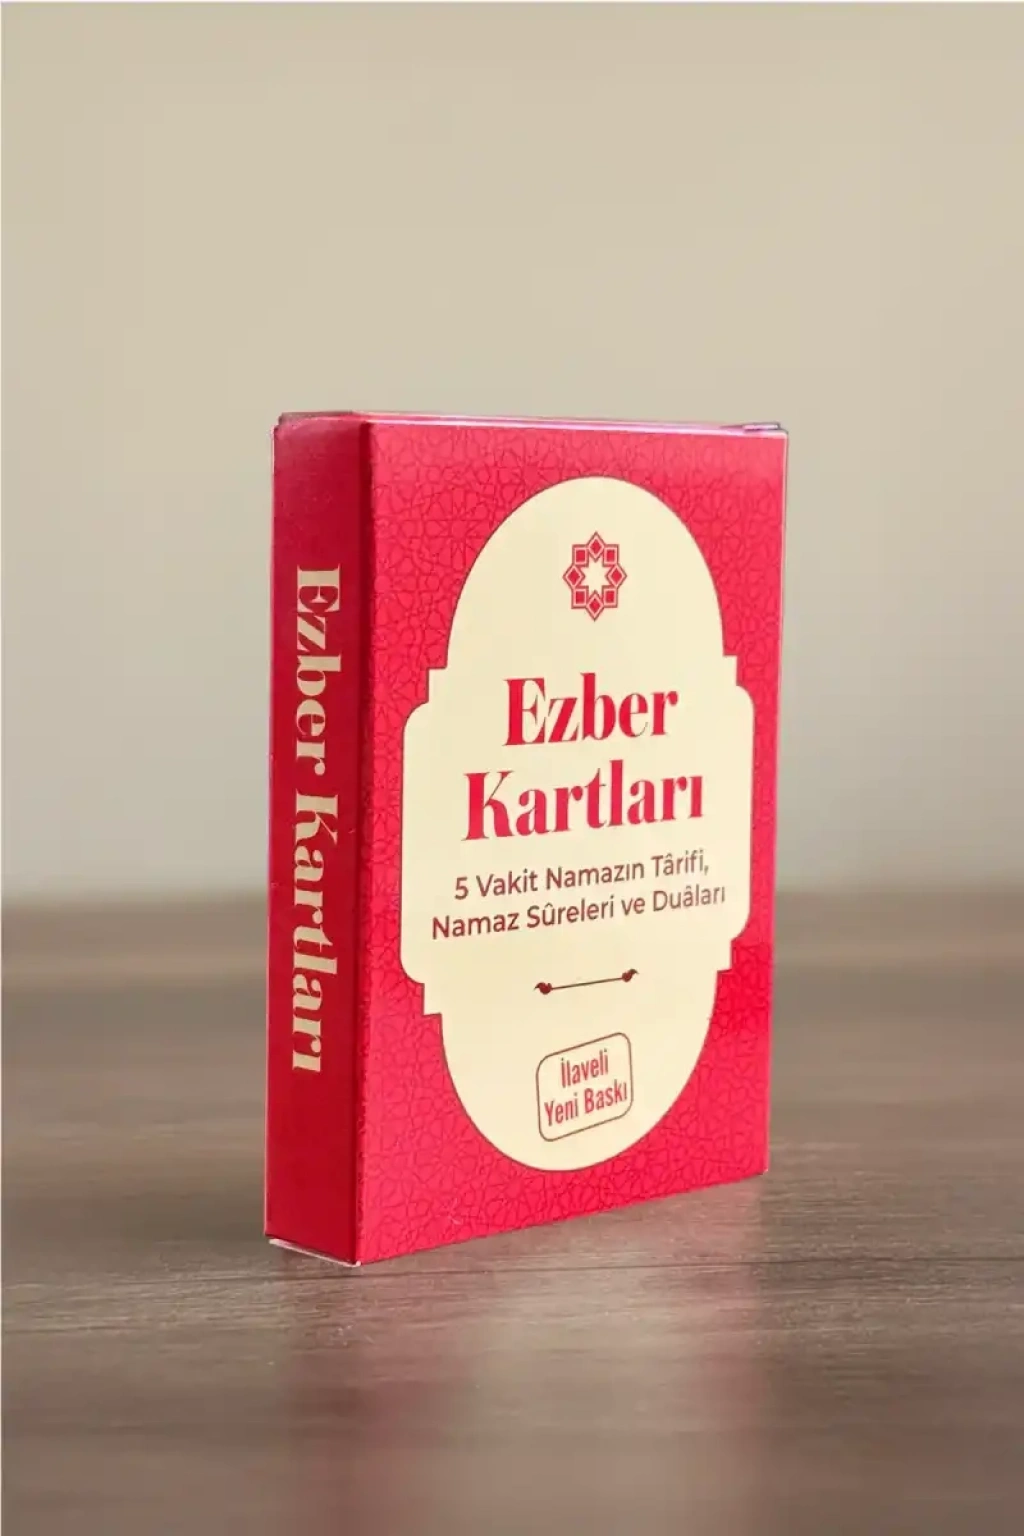 Ezber Kartları
Ezber
Kartları
5 Vakit Namazın Târifi,
Namaz Sûreleri ve Duâları
İlaveli
Yeni Baskı